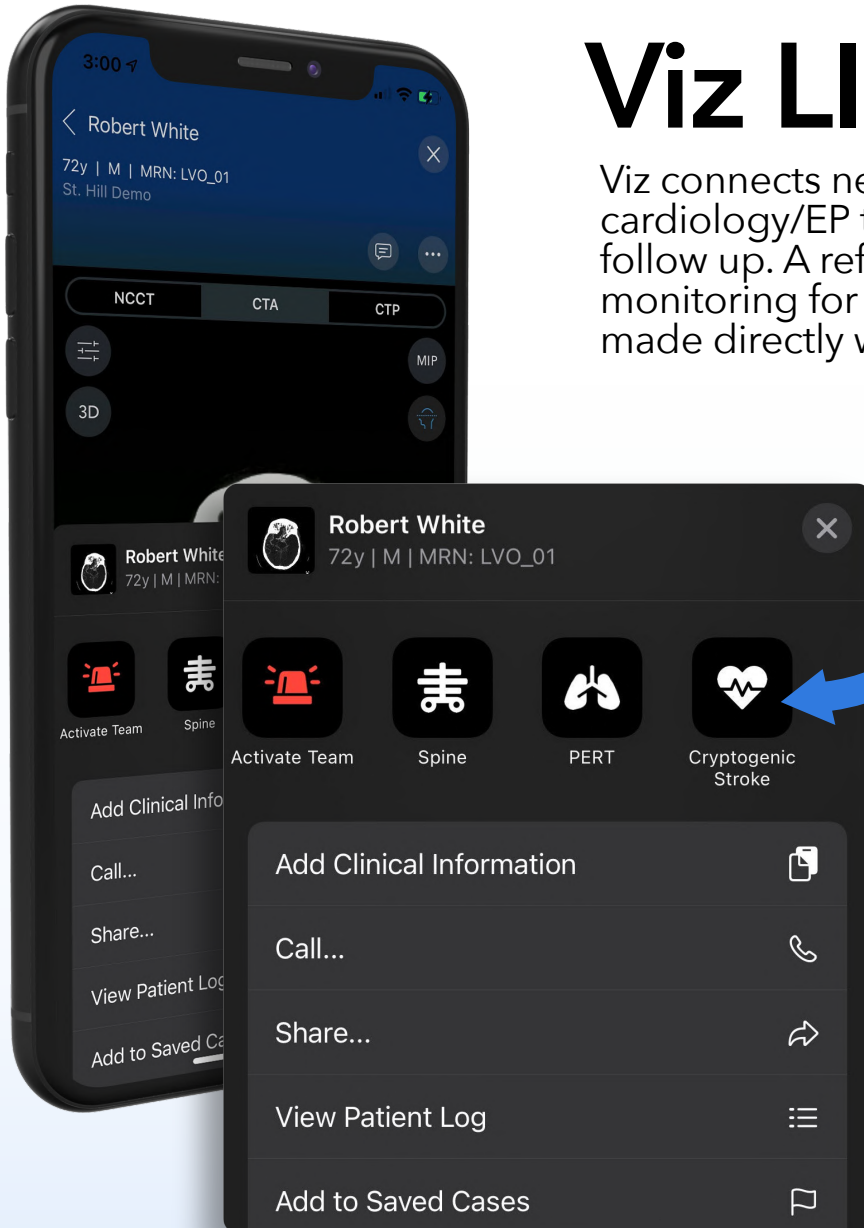 3:00
Robert White
72y | M | MRN: LVO_01
St. Hill Demo
NCCT CTA CTP
MIP
3D
Robert White
72y | M | MRN:
Activate Team Spine
Add Clinical Info
Call...
Share...
View Patient Log
Add to Saved Ca
Viz
Viz connects
cardiology/EP
follow up. A
monitoring for
made directly
Robert White
72y | M | MRN: LVO_01
Activate Team Spine PERT Cryptogenic
Stroke
Add Clinical Information
Call...
Share...
View Patient Log
Add to Saved Cases